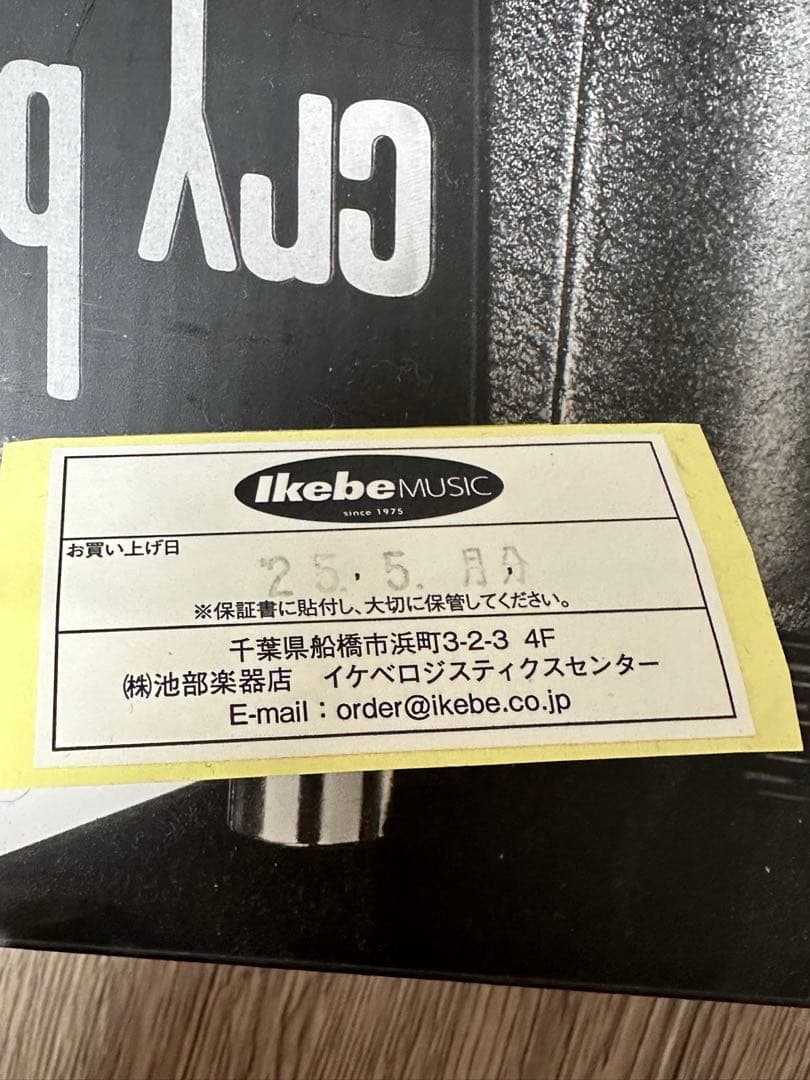 cry b
Ikebe MUSIC
since 1975
お買い上げ日
'25. 5. 月分
※保証書に貼付し、大切に保管してください。
千葉県船橋市浜町3-2-3 4F
㈱池部楽器店 イケベロジスティクスセンター
E-mail：order@ikebe.co.jp